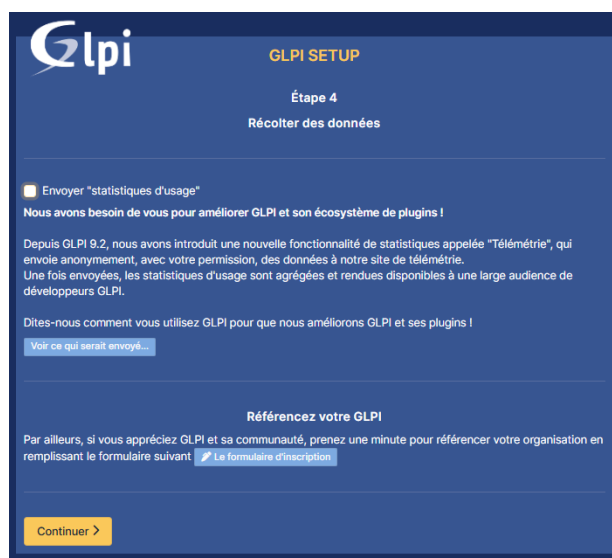 Glpi
GLPI SETUP
Étape 4
Récolter des données
Envoyer "statistiques d'usage"
Nous avons besoin de vous pour améliorer GLPI et son écosystème de plugins !
Depuis GLPI 9.2, nous avons introduit une nouvelle fonctionnalité de statistiques appelée "Télémétrie", qui
envoie anonymement, avec votre permission, des données à notre site de télémétrie.
Une fois envoyées, les statistiques d'usage sont agrégées et rendues disponibles à une large audience de
développeurs GLPI.
Dites-nous comment vous utilisez GLPI pour que nous améliorons GLPI et ses plugins !
Voir ce qui serait envoyé...
Référencez votre GLPI
Par ailleurs, si vous appréciez GLPI et sa communauté, prenez une minute pour référencer votre organisation en
remplissant le formulaire suivant Le formulaire d'inscription
Continuer >